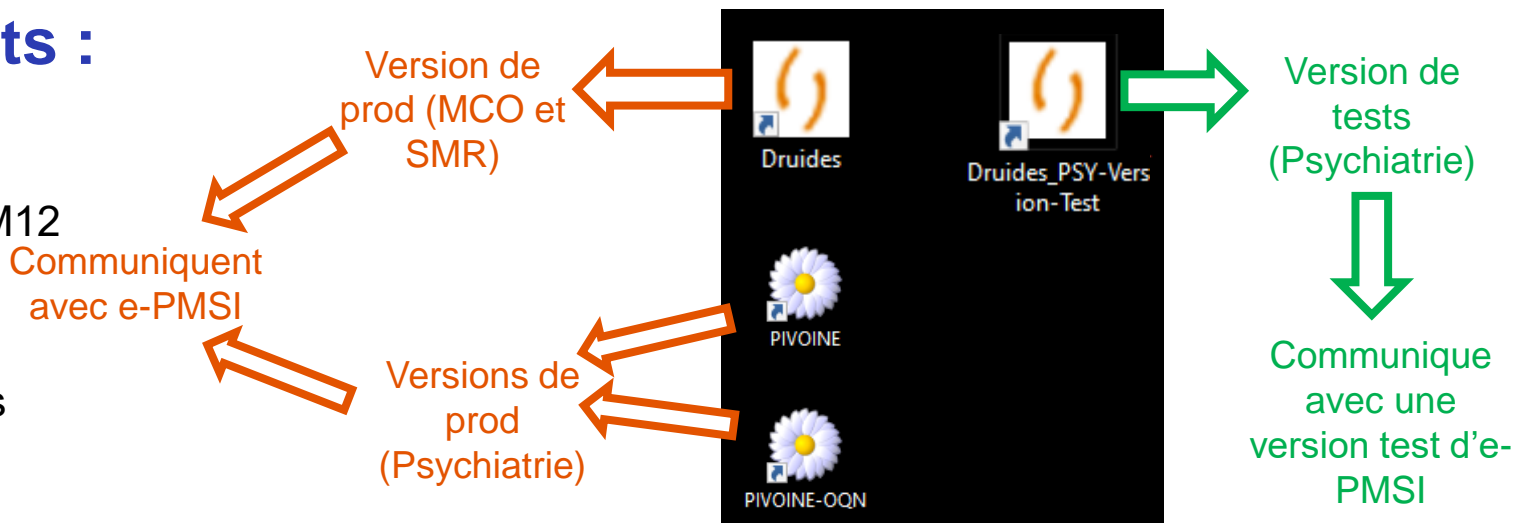 ts :
M12
s
Communiquent
avec e-PMSI
Version de
prod (MCO et
SMR)
Versions de
prod
(Psychiatrie)
Druides
Druides_PSY-Vers
ion-Test
PIVOINE
PIVOINE-OQN
Version de
tests
(Psychiatrie)
Communique
avec une
version test d’e-
PMSI